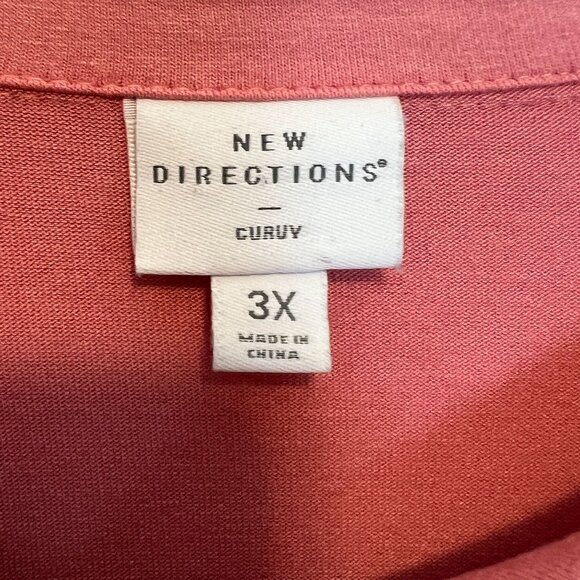 NEW
DIRECTIONS®
CURVY
3X
MADE IN
CHINA